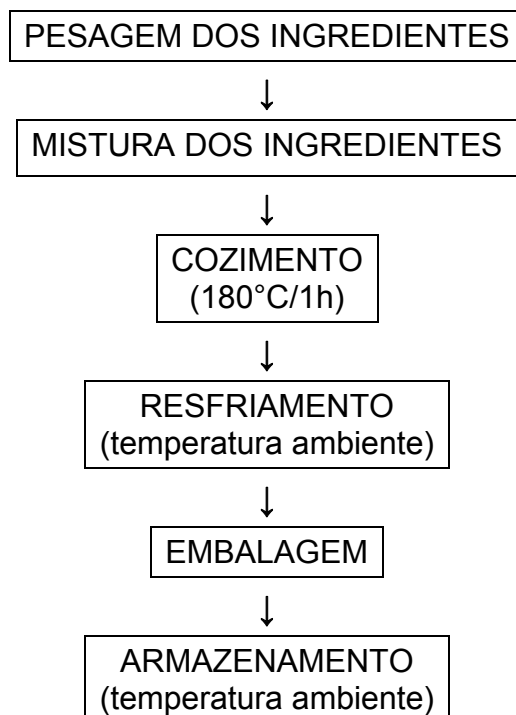 PESAGEM DOS INGREDIENTES
↓
MISTURA DOS INGREDIENTES
↓
COZIMENTO
(180°C/1h)
↓
RESFRIAMENTO
(temperatura ambiente)
↓
EMBALAGEM
↓
ARMAZENAMENTO
(temperatura ambiente)